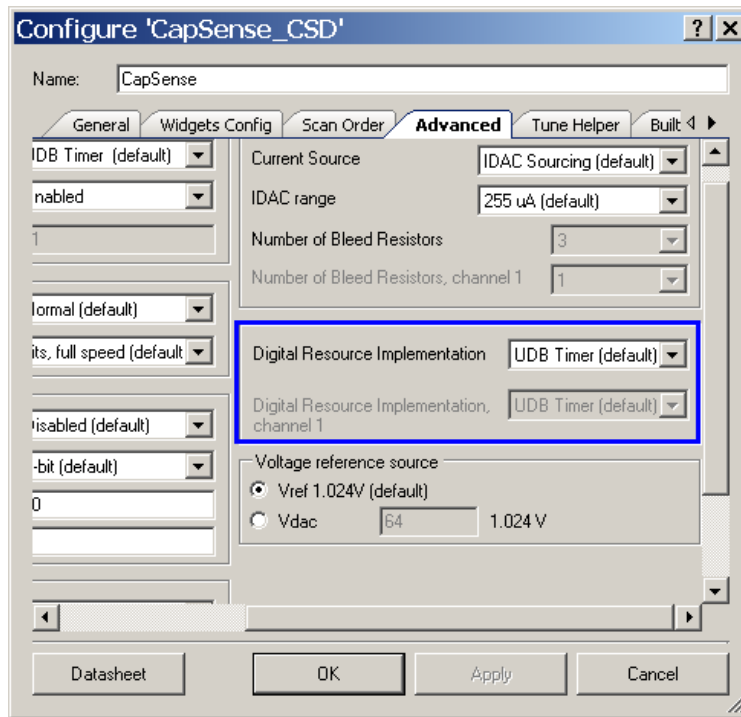 Configure 'CapSense_CSD'
Name: CapSense
General Widgets Config Scan Order Advanced Tune Helper Built
IDB Timer (default) Current Source IDAC Sourcing (default)
nabled IDAC range 255 uA (default)
1 Number of Bleed Resistors 3
Number of Bleed Resistors, channel 1 1
lormal (default)
its, full speed (default Digital Resource Implementation UDB Timer (default)
isabled (default) Digital Resource Implementation, channel 1 UDB Timer (default)
-bit (default) Voltage reference source
0 Vref 1.024V (default)
Vdac 64 1.024 V
Datasheet OK Apply Cancel